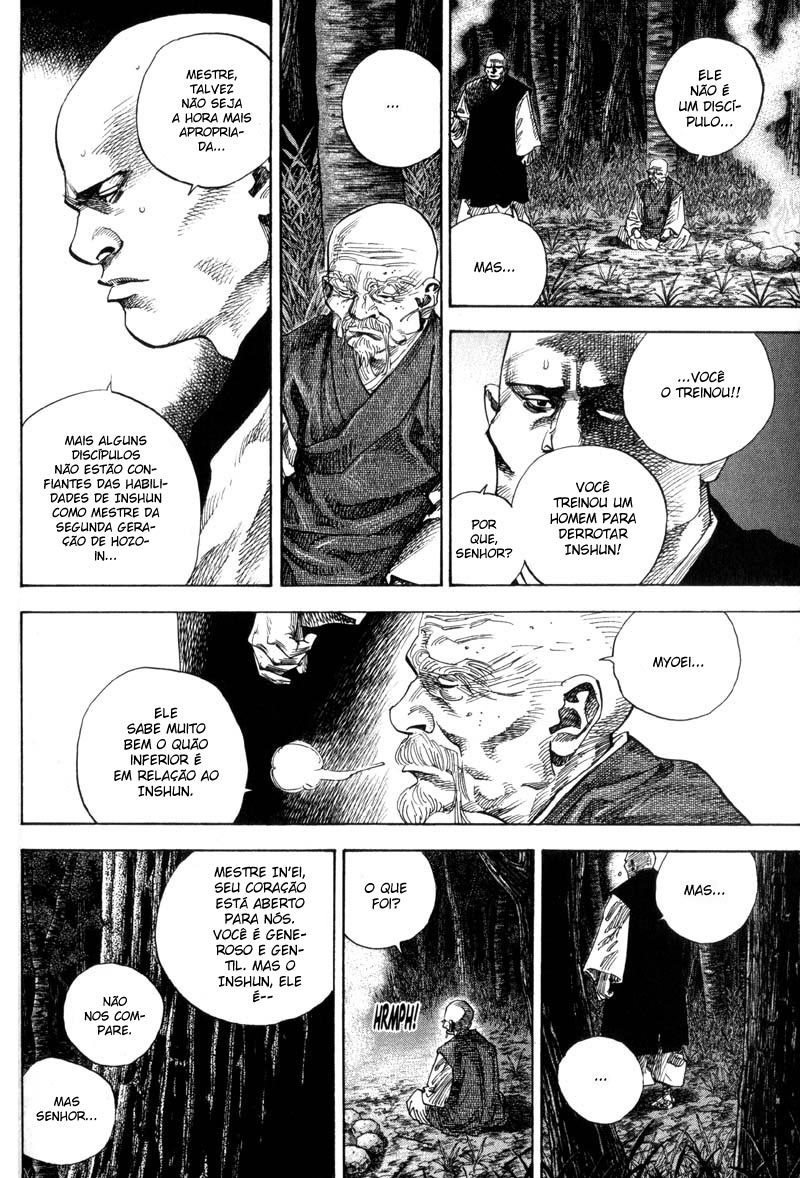 ELE
NÃO É
UM DISCÍ-
PULO...
MAS...
...
MESTRE,
TALVEZ
NÃO SEJA
A HORA MAIS
APROPRIA-
DA...
MAIS ALGUNS
DISCÍPULOS
NÃO ESTÃO CONFI-
ANTES DAS HABILI-
DADES DE INSHUN
COMO MESTRE DA
SEGUNDA GERA-
ÇÃO DE HOZO-
IN...
...VOCÊ
O TREINOU!!
VOCÊ
TREINOU UM
HOMEM PARA
DERROTAR
INSHUN!
POR
QUE,
SENHOR?
MYOEI...
ELE
SABE MUITO
BEM O QUÃO
INFERIOR É
EM RELAÇÃO AO
INSHUN.
MAS...
...
O QUE
FOI?
HRMPH!
MESTRE IN'EI,
SEU CORAÇÃO
ESTÁ ABERTO
PARA NÓS.
VOCÊ É GENE-
ROSO E GEN-
TIL. MAS O
INSHUN, ELE
É--
NÃO
NOS COM-
PARE.
MAS
SENHOR...